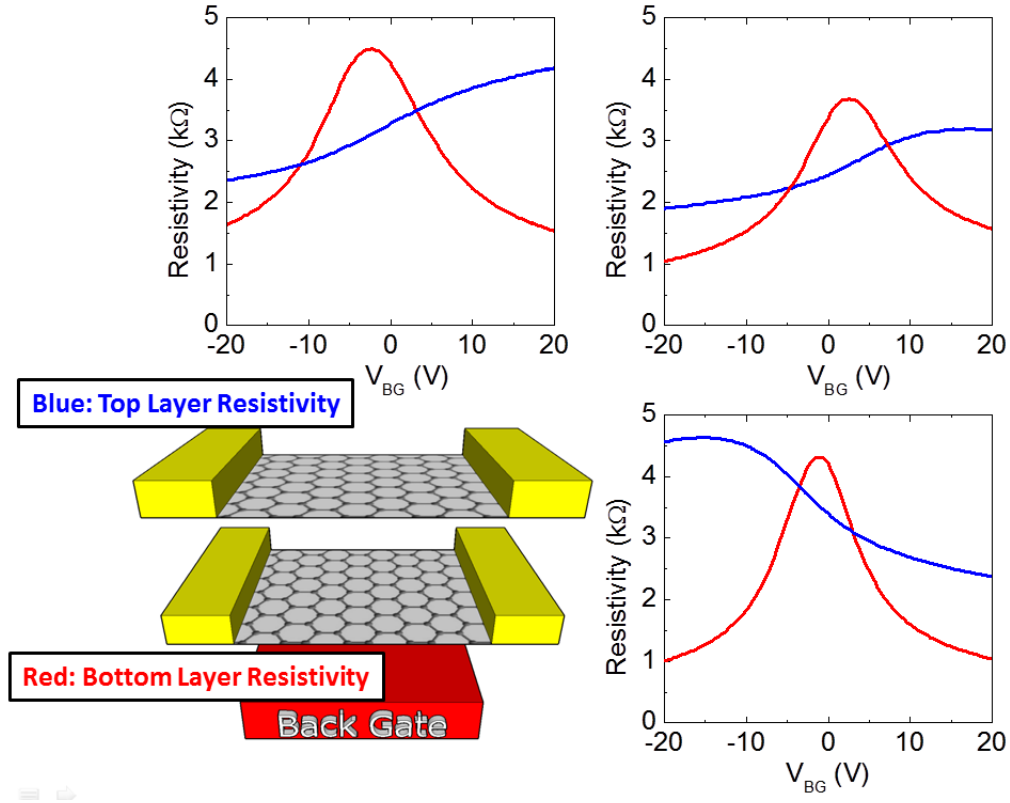 5
4
3
2
1
0
Resistivity (kΩ)
-20 -10 0 10 20
V_BG (V)
5
4
3
2
1
0
Resistivity (kΩ)
-20 -10 0 10 20
V_BG (V)
Blue: Top Layer Resistivity
Red: Bottom Layer Resistivity
Back Gate
5
4
3
2
1
0
Resistivity (kΩ)
-20 -10 0 10 20
V_BG (V)